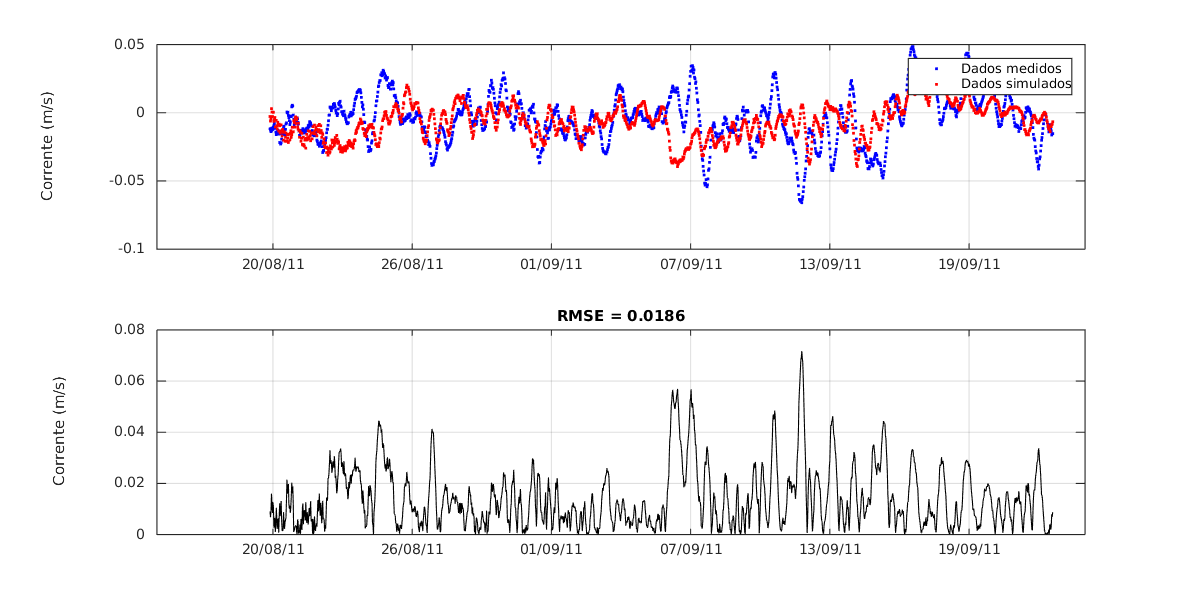 0.05
Dados medidos
Dados simulados
0
-0.05
-0.1
Corrente (m/s)
20/08/11 26/08/11 01/09/11 07/09/11 13/09/11 19/09/11
RMSE = 0.0186
0.08
0.06
0.04
0.02
0
Corrente (m/s)
20/08/11 26/08/11 01/09/11 07/09/11 13/09/11 19/09/11